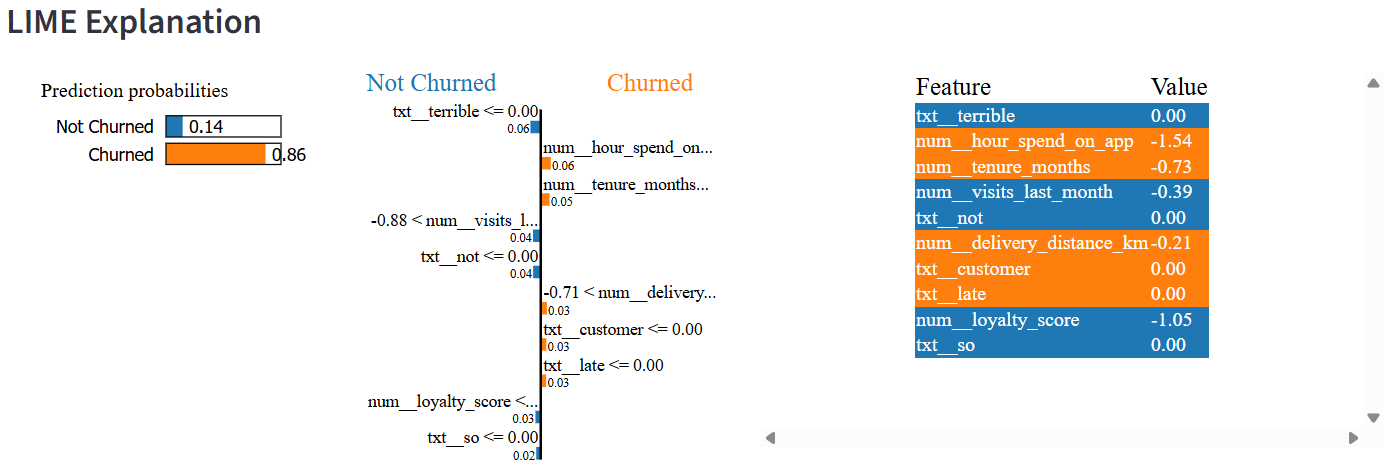 LIME Explanation
Prediction probabilities
Not Churned 0.14
Churned 0.86
Not Churned Churned
txt__terrible <= 0.00
0.06
num__hour_spend_on...
0.06
num__tenure_months...
0.05
-0.88 < num__visits_l...
0.04
txt__not <= 0.00
0.04
-0.71 < num__delivery...
0.03
txt__customer <= 0.00
0.03
txt__late <= 0.00
0.03
num__loyalty_score <...
0.03
txt__so <= 0.00
0.02
Feature Value
txt__terrible 0.00
num__hour_spend_on_app -1.54
num__tenure_months -0.73
num__visits_last_month -0.39
txt__not 0.00
num__delivery_distance_km -0.21
txt__customer 0.00
txt__late 0.00
num__loyalty_score -1.05
txt__so 0.00